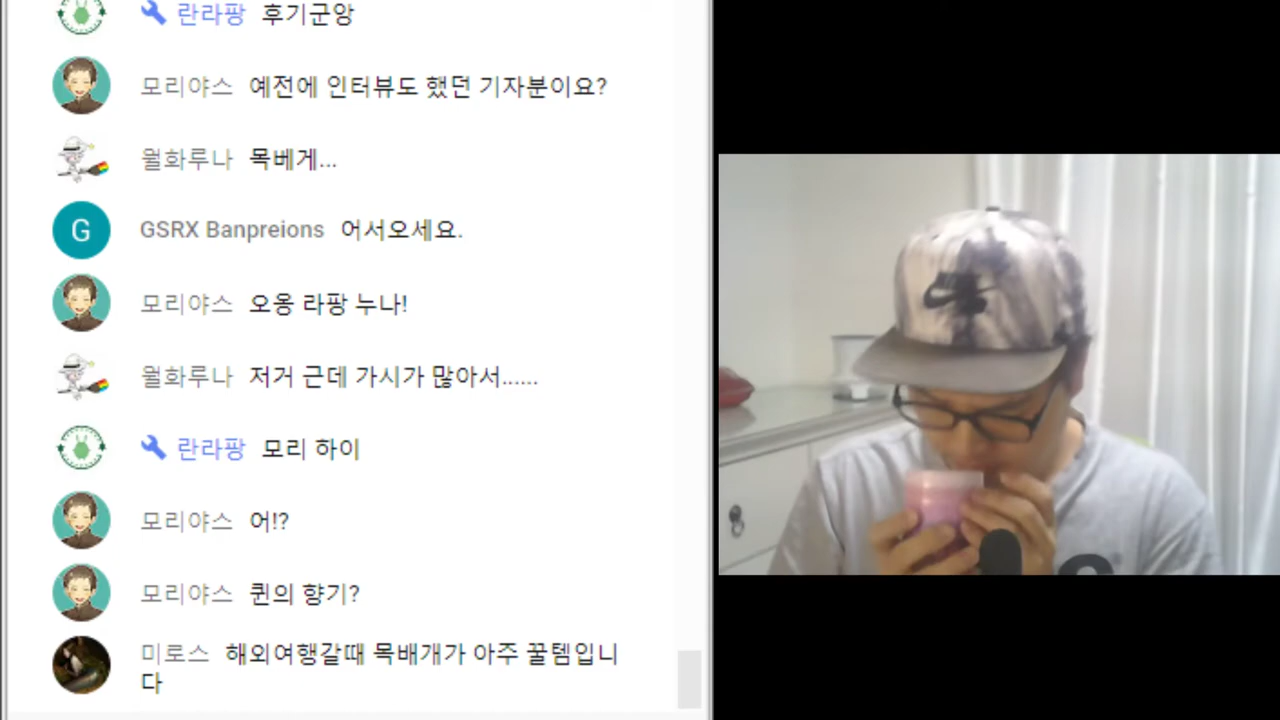 란라팡 후기군앙
모리야스 예전에 인터뷰도 했던 기자분이요?
월화루나 목베게...
G GSRX Banpreions 어서오세요.
모리야스 오옹 라팡 누나!
월화루나 저거 근데 가시가 많아서......
란라팡 모리 하이
모리야스 어!?
모리야스 퀸의 향기?
미로스 해외여행갈때 목배개가 아주 꿀템입니
다